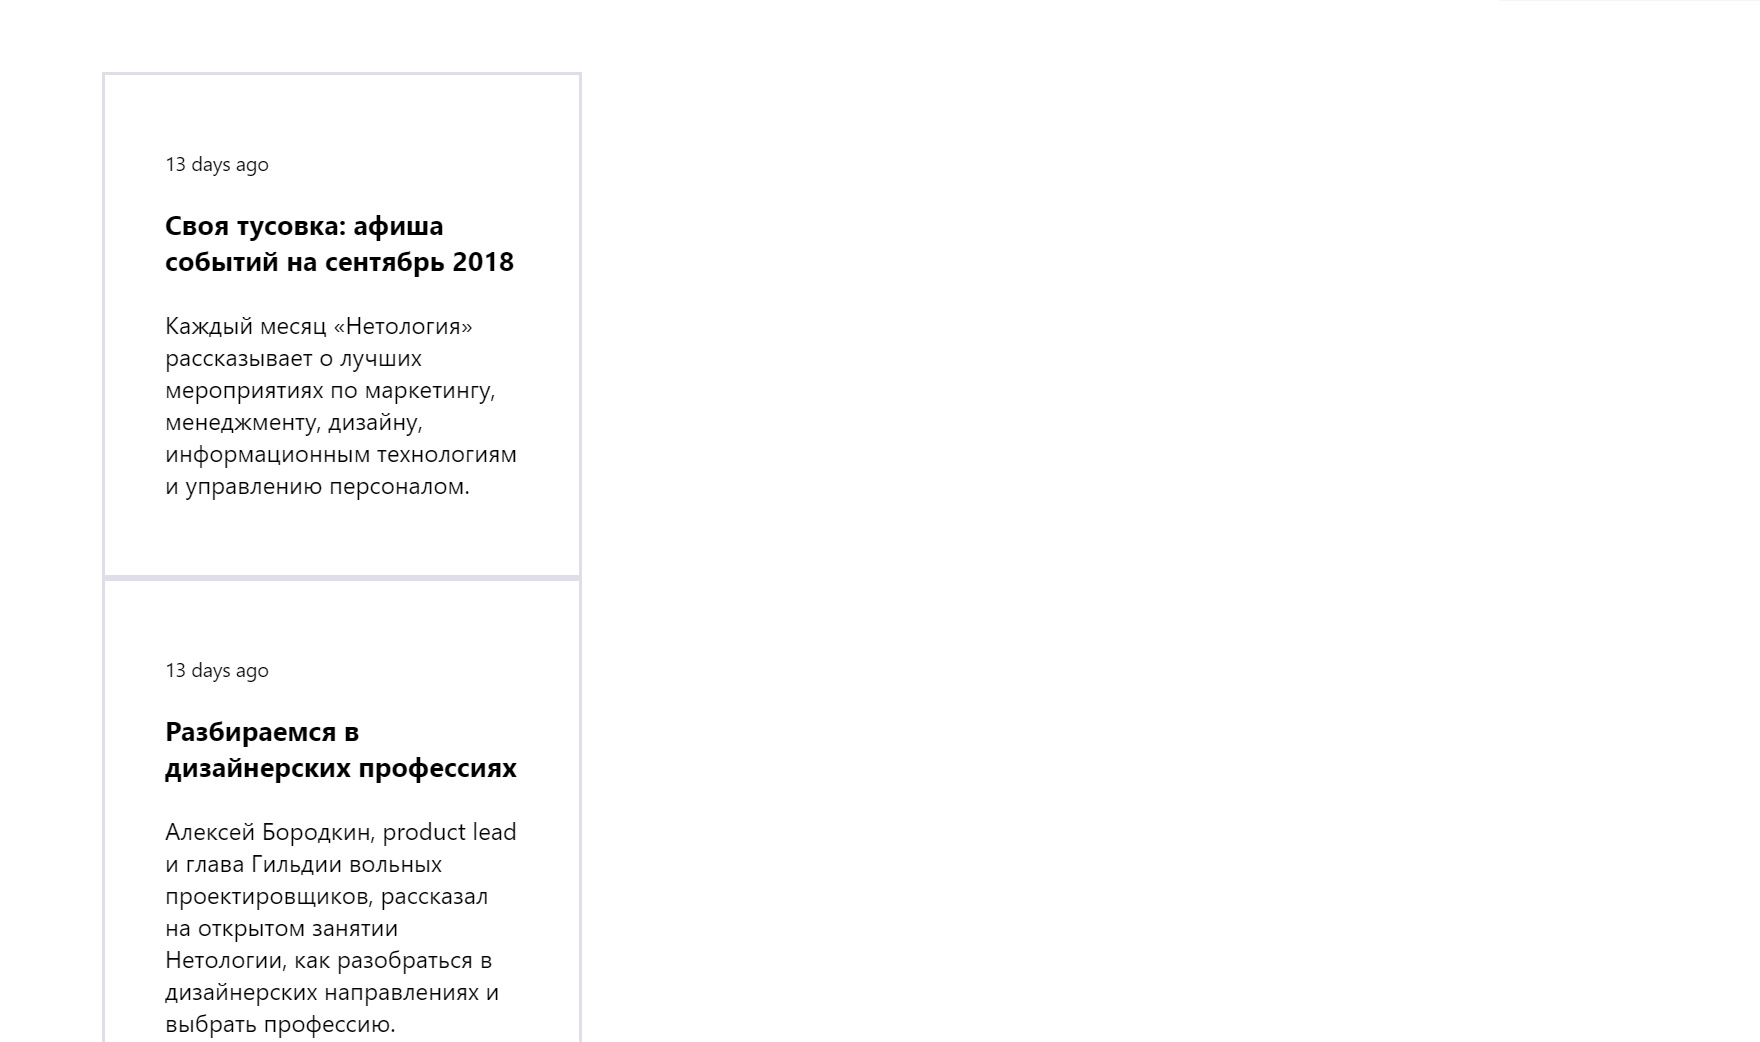 13 days ago
Своя тусовка: афиша
событий на сентябрь 2018
Каждый месяц «Нетология»
рассказывает о лучших
мероприятиях по маркетингу,
менеджменту, дизайну,
информационным технологиям
и управлению персоналом.
13 days ago
Разбираемся в
дизайнерских профессиях
Алексей Бородкин, product lead
и глава Гильдии вольных
проектировщиков, рассказал
на открытом занятии
Нетологии, как разобраться в
дизайнерских направлениях и
выбрать профессию.